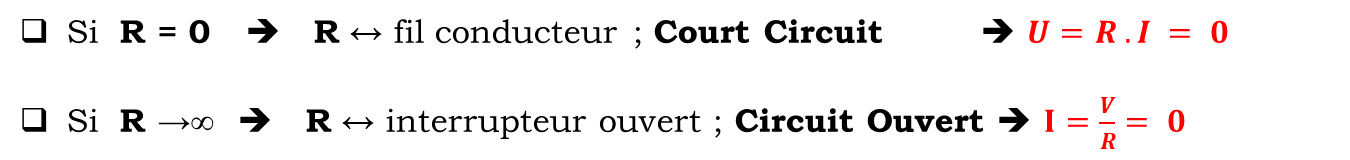 ❑ Si R = 0 ➔ R ↔ fil conducteur ; Court Circuit ➔ U = R . I = 0
❑ Si R →∞ ➔ R ↔ interrupteur ouvert ; Circuit Ouvert ➔ I = V/R = 0